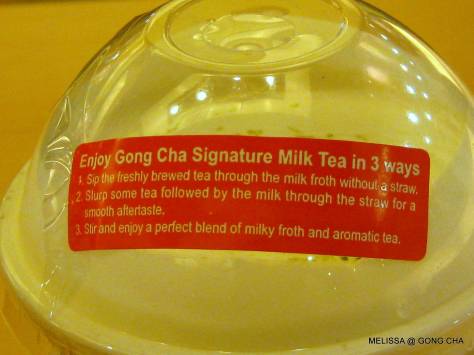 Enjoy Gong Cha Signature Milk Tea in 3 ways
1. Sip the freshly brewed tea through the milk froth without a straw.
2. Slurp some tea followed by the milk through the straw for a
smooth aftertaste.
3. Stir and enjoy a perfect blend of milky froth and aromatic tea.
MELISSA @ GONG CHA